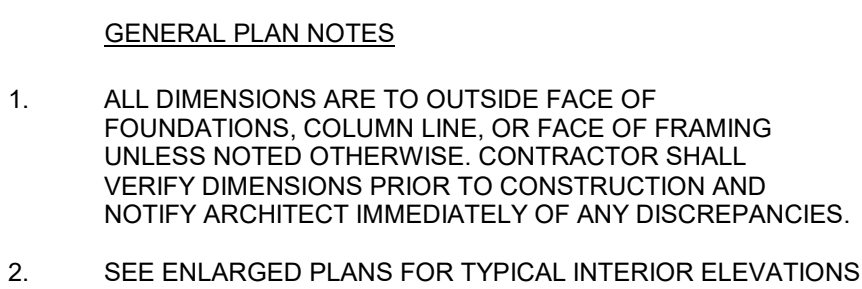 GENERAL PLAN NOTES
1. ALL DIMENSIONS ARE TO OUTSIDE FACE OF
FOUNDATIONS, COLUMN LINE, OR FACE OF FRAMING
UNLESS NOTED OTHERWISE. CONTRACTOR SHALL
VERIFY DIMENSIONS PRIOR TO CONSTRUCTION AND
NOTIFY ARCHITECT IMMEDIATELY OF ANY DISCREPANCIES.
2. SEE ENLARGED PLANS FOR TYPICAL INTERIOR ELEVATIONS